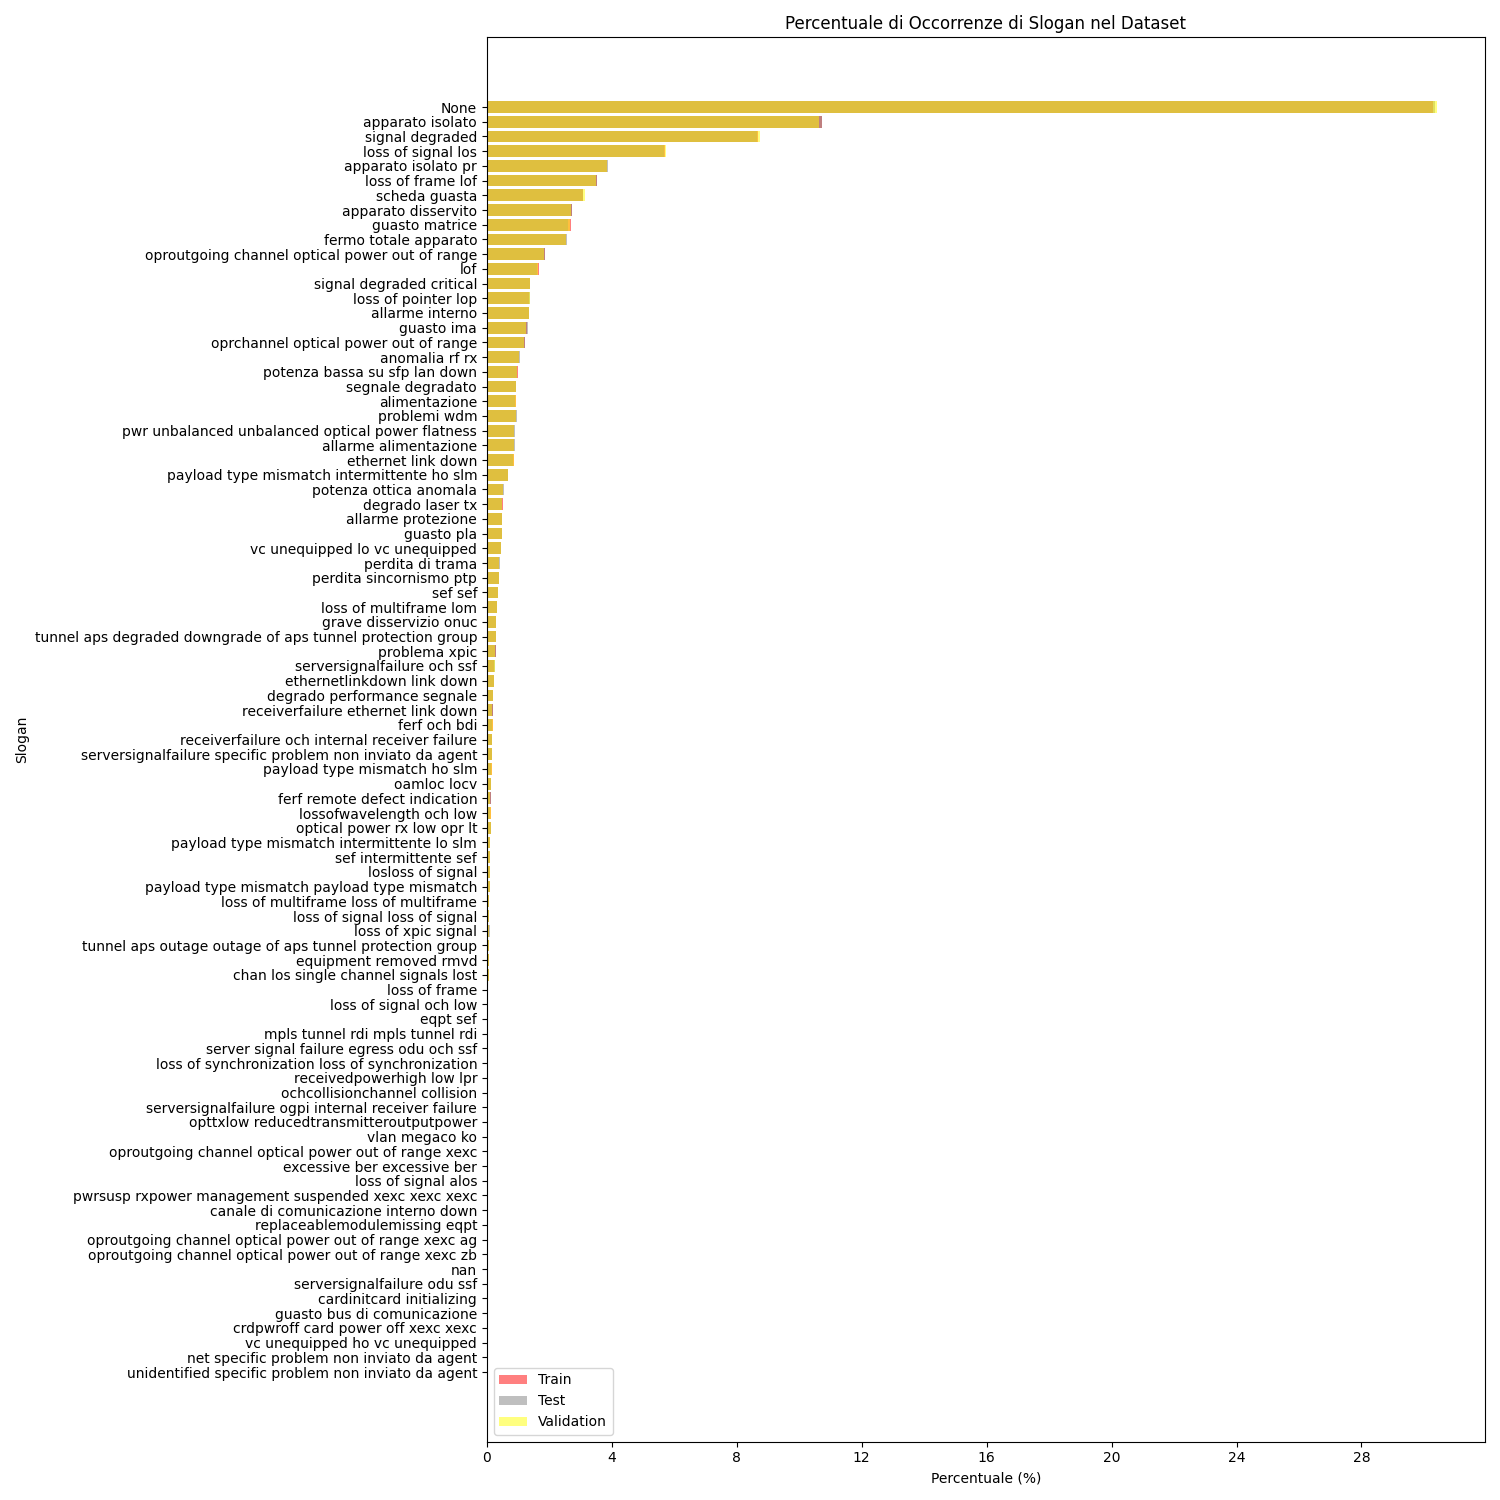 Percentuale di Occorrenze di Slogan nel Dataset
None
apparato isolato
signal degraded
loss of signal los
apparato isolato pr
loss of frame lof
scheda guasta
apparato disservito
guasto matrice
fermo totale apparato
oproutgoing channel optical power out of range
lof
signal degraded critical
loss of pointer lop
allarme interno
guasto ima
oprchannel optical power out of range
anomalia rf rx
potenza bassa su sfp lan down
segnale degradato
alimentazione
problemi wdm
pwr unbalanced unbalanced optical power flatness
allarme alimentazione
ethernet link down
payload type mismatch intermittente ho slm
potenza ottica anomala
degrado laser tx
allarme protezione
guasto pla
vc unequipped lo vc unequipped
perdita di trama
perdita sincornismo ptp
sef sef
loss of multiframe lom
grave disservizio onuc
tunnel aps degraded downgrade of aps tunnel protection group
problema xpic
serversignalfailure och ssf
ethernetlinkdown link down
degrado performance segnale
receiverfailure ethernet link down
ferf och bdi
receiverfailure och internal receiver failure
serversignalfailure specific problem non inviato da agent
payload type mismatch ho slm
oamloc locv
ferf remote defect indication
lossofwavelength och low
optical power rx low opr lt
payload type mismatch intermittente lo slm
sef intermittente sef
losloss of signal
payload type mismatch payload type mismatch
loss of multiframe loss of multiframe
loss of signal loss of signal
loss of xpic signal
tunnel aps outage outage of aps tunnel protection group
equipment removed rmvd
chan los single channel signals lost
loss of frame
loss of signal och low
eqpt sef
mpls tunnel rdi mpls tunnel rdi
server signal failure egress odu och ssf
loss of synchronization loss of synchronization
receivedpowerhigh low lpr
ochcollisionchannel collision
serversignalfailure ogpi internal receiver failure
opttxlow reducedtransmitteroutputpower
vlan megaco ko
oproutgoing channel optical power out of range xexc
excessive ber excessive ber
loss of signal alos
pwrsusp rxpower management suspended xexc xexc xexc
canale di comunicazione interno down
replaceablemodulemissing eqpt
oproutgoing channel optical power out of range xexc ag
oproutgoing channel optical power out of range xexc zb
nan
serversignalfailure odu ssf
cardinitcard initializing
guasto bus di comunicazione
crdpwroff card power off xexc xexc
vc unequipped ho vc unequipped
net specific problem non inviato da agent
unidentified specific problem non inviato da agent
Slogan
Train
Test
Validation
0 4 8 12 16 20 24 28
Percentuale (%)